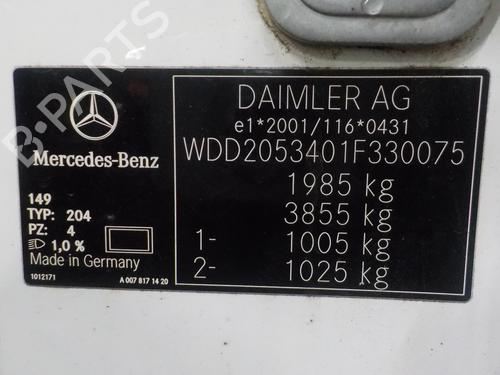 B-PARTS
DAIMLER AG
e1*2001/116*0431
WDD2053401F330075
1985 kg
3855 kg
1- 1005 kg
2- 1025 kg
Mercedes-Benz
149
TYP: 204
PZ: 4
1,0 %
Made in Germany
1012171
A 007 817 14 20